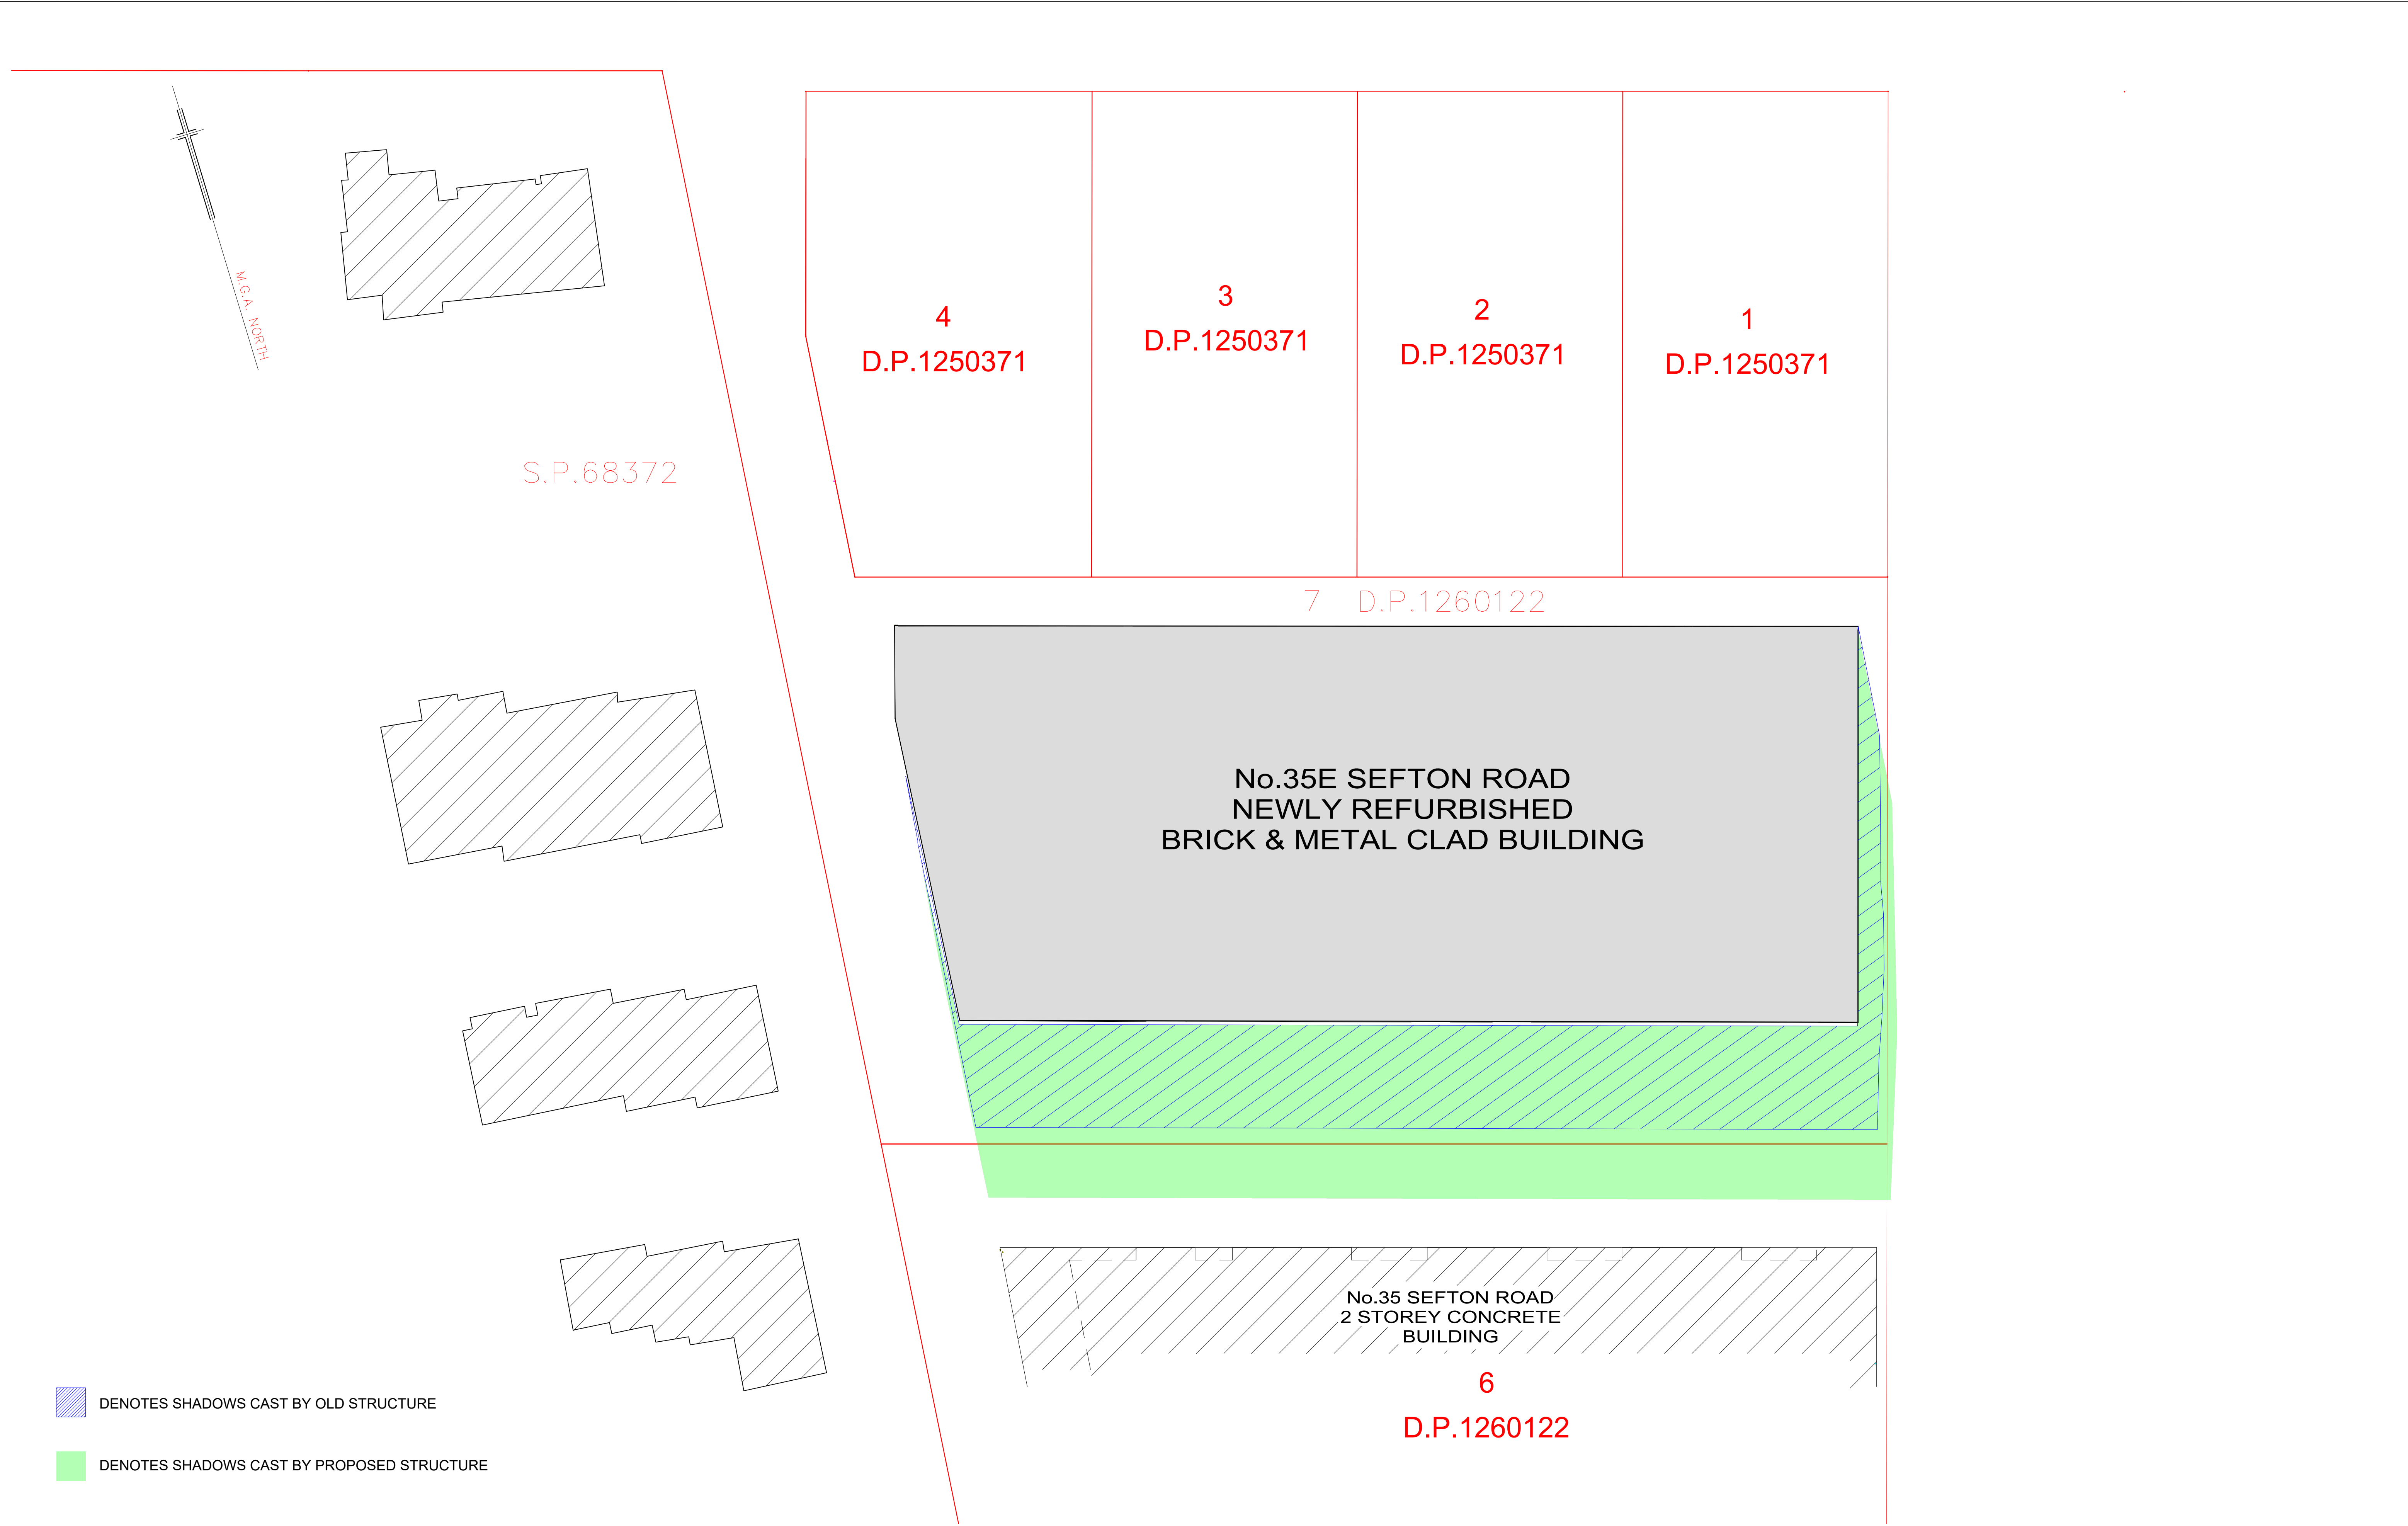 M.G.A. NORTH
4
D.P.1250371
3
D.P.1250371
2
D.P.1250371
1
D.P.1250371
S.P.68372
7 D.P.1260122
No.35E SEFTON ROAD
NEWLY REFURBISHED
BRICK & METAL CLAD BUILDING
No.35 SEFTON ROAD
2 STOREY CONCRETE
BUILDING
6
D.P.1260122
DENOTES SHADOWS CAST BY OLD STRUCTURE
DENOTES SHADOWS CAST BY PROPOSED STRUCTURE